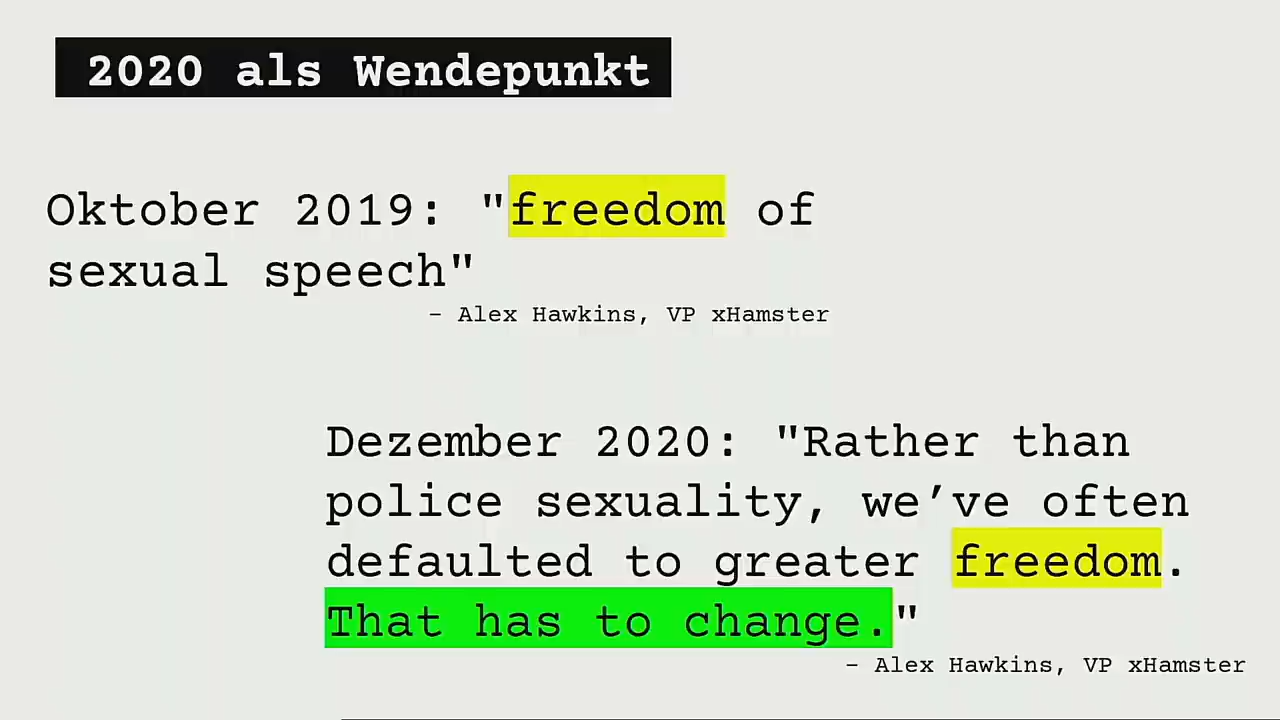 2020 als Wendepunkt
Oktober 2019: "freedom of
sexual speech"
– Alex Hawkins, VP xHamster
Dezember 2020: "Rather than
police sexuality, we’ve often
defaulted to greater freedom.
That has to change."
– Alex Hawkins, VP xHamster